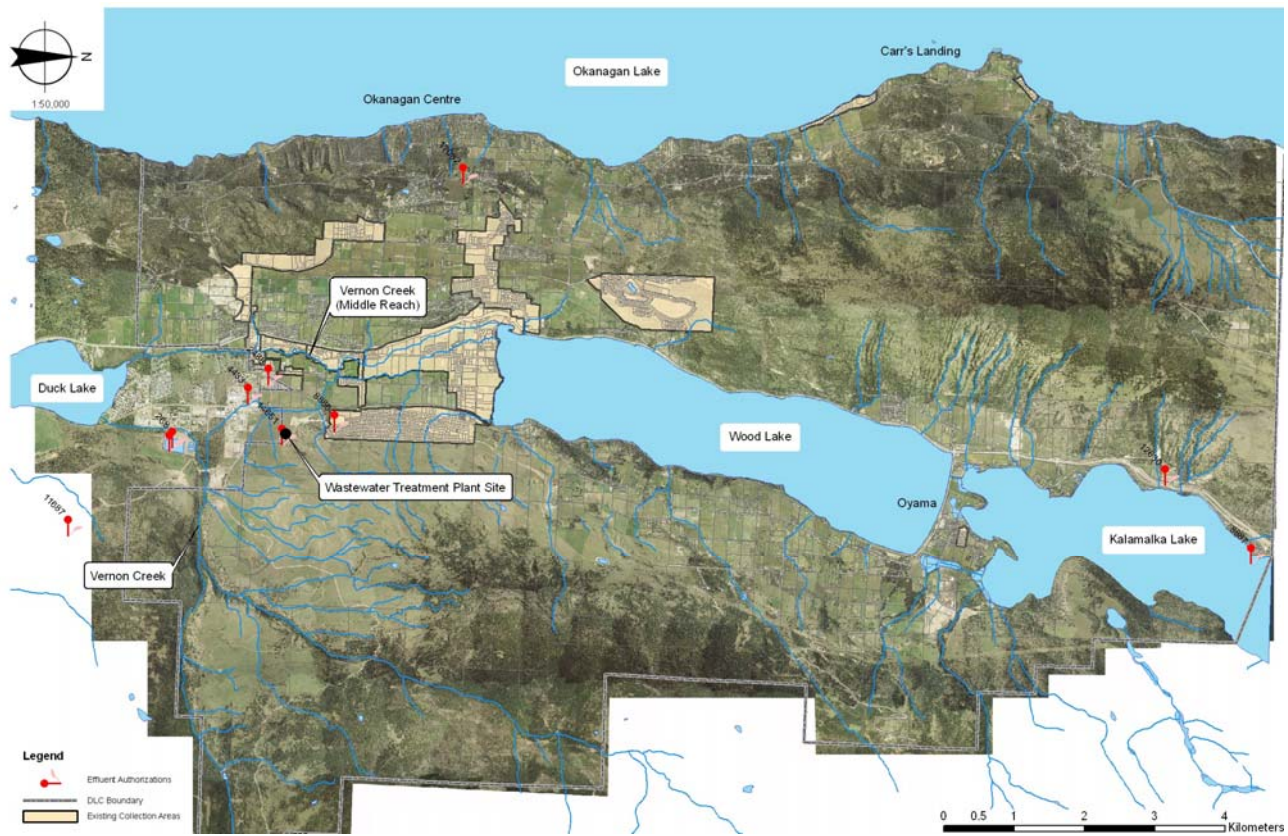 N
1:50,000
Okanagan Lake
Carr's Landing
Okanagan Centre
Vernon Creek
(Middle Reach)
Duck Lake
Wood Lake
Wastewater Treatment Plant Site
Oyama
Kalamalka Lake
11687
Vernon Creek
Legend
Effluent Authorizations
DLC Boundary
Existing Collection Areas
0 0.5 1 2 3 4
Kilometers